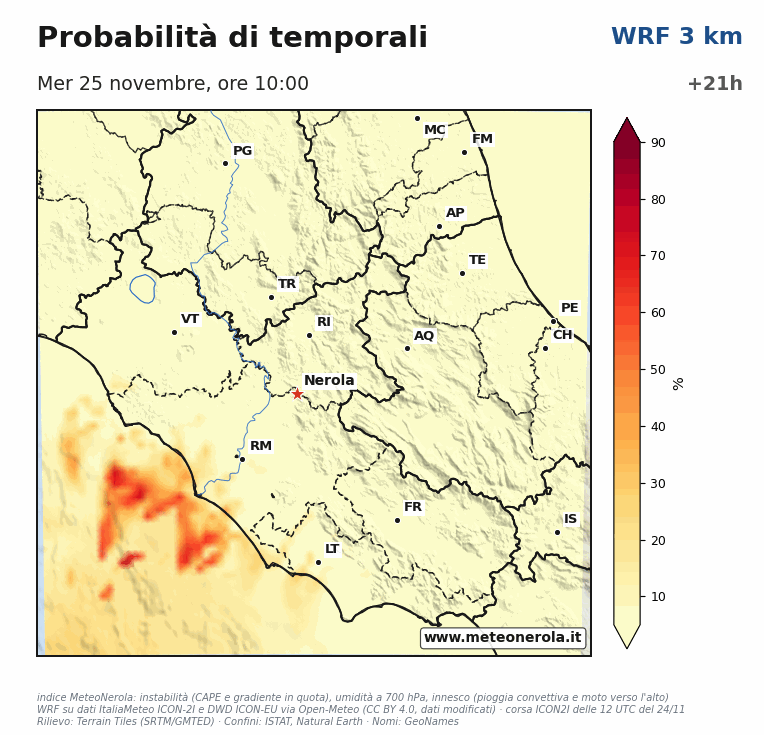 Probabilità di temporali
WRF 3 km
Mer 25 novembre, ore 10:00
+21h
MC
FM
PG
AP
TE
TR
PE
VT
RI
AQ
CH
Nerola
RM
FR
IS
LT
www.meteonerola.it
90
80
70
60
50
40
30
20
10
%
indice MeteoNerola: instabilità (CAPE e gradiente in quota), umidità a 700 hPa, innesco (pioggia convettiva e moto verso l'alto)
WRF su dati ItaliaMeteo ICON-2I e DWD ICON-EU via Open-Meteo (CC BY 4.0, dati modificati) · corsa ICON2I delle 12 UTC del 24/11
Rilievo: Terrain Tiles (SRTM/GMTED) · Confini: ISTAT, Natural Earth · Nomi: GeoNames